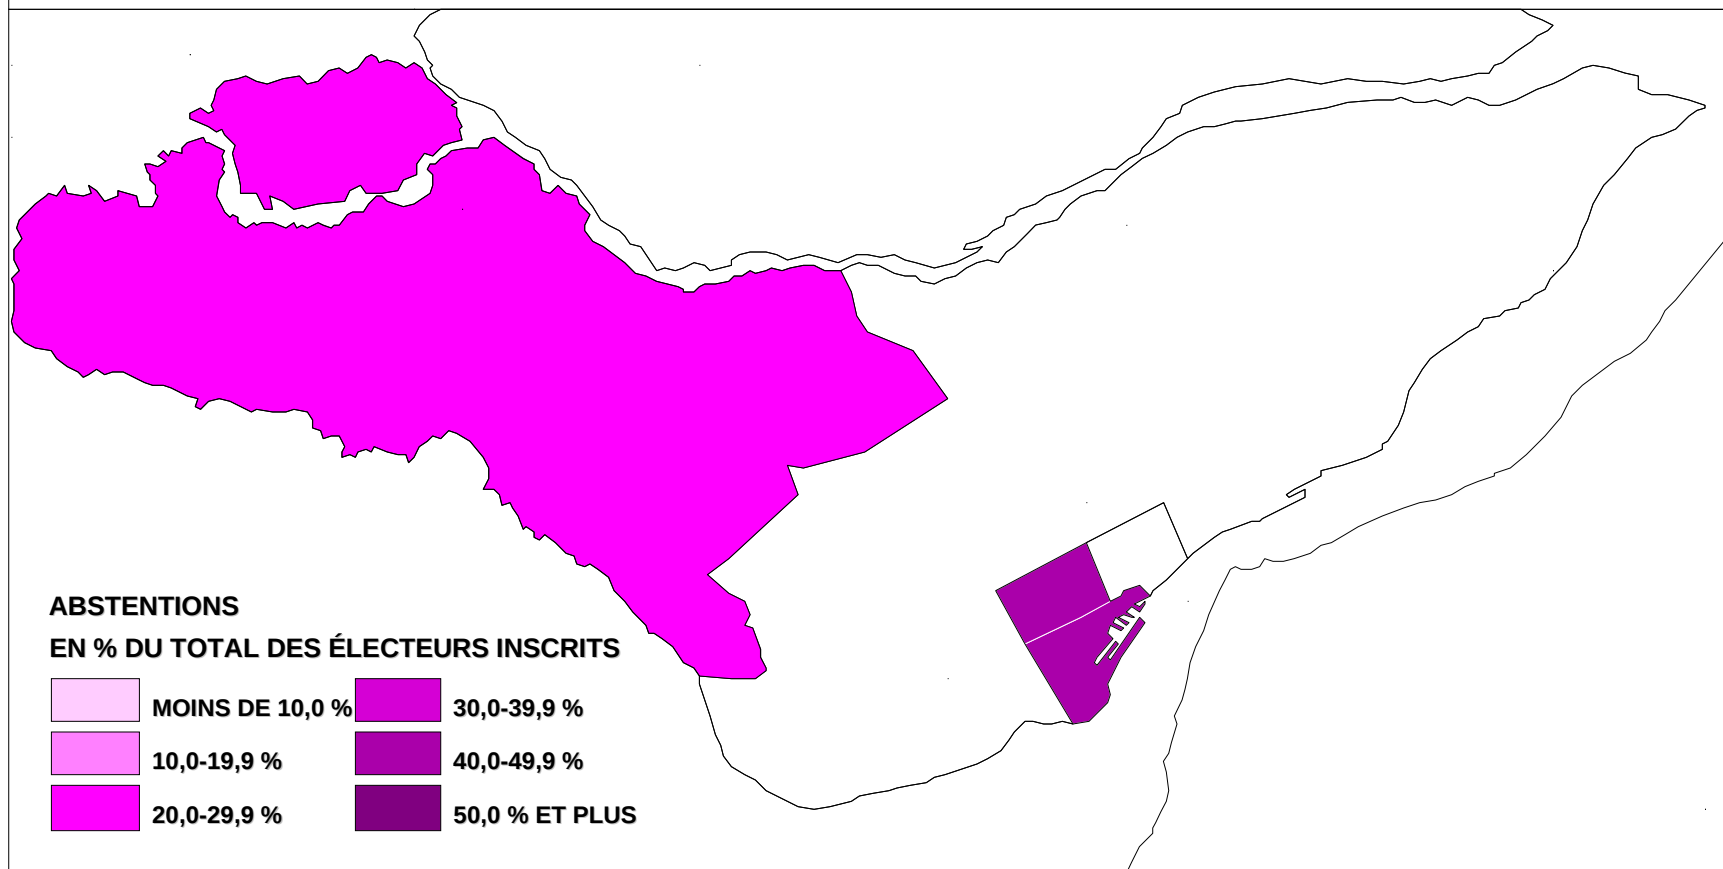 ABSTENTIONS
EN % DU TOTAL DES ÉLECTEURS INSCRITS
MOINS DE 10,0 %
30,0-39,9 %
10,0-19,9 %
40,0-49,9 %
20,0-29,9 %
50,0 % ET PLUS